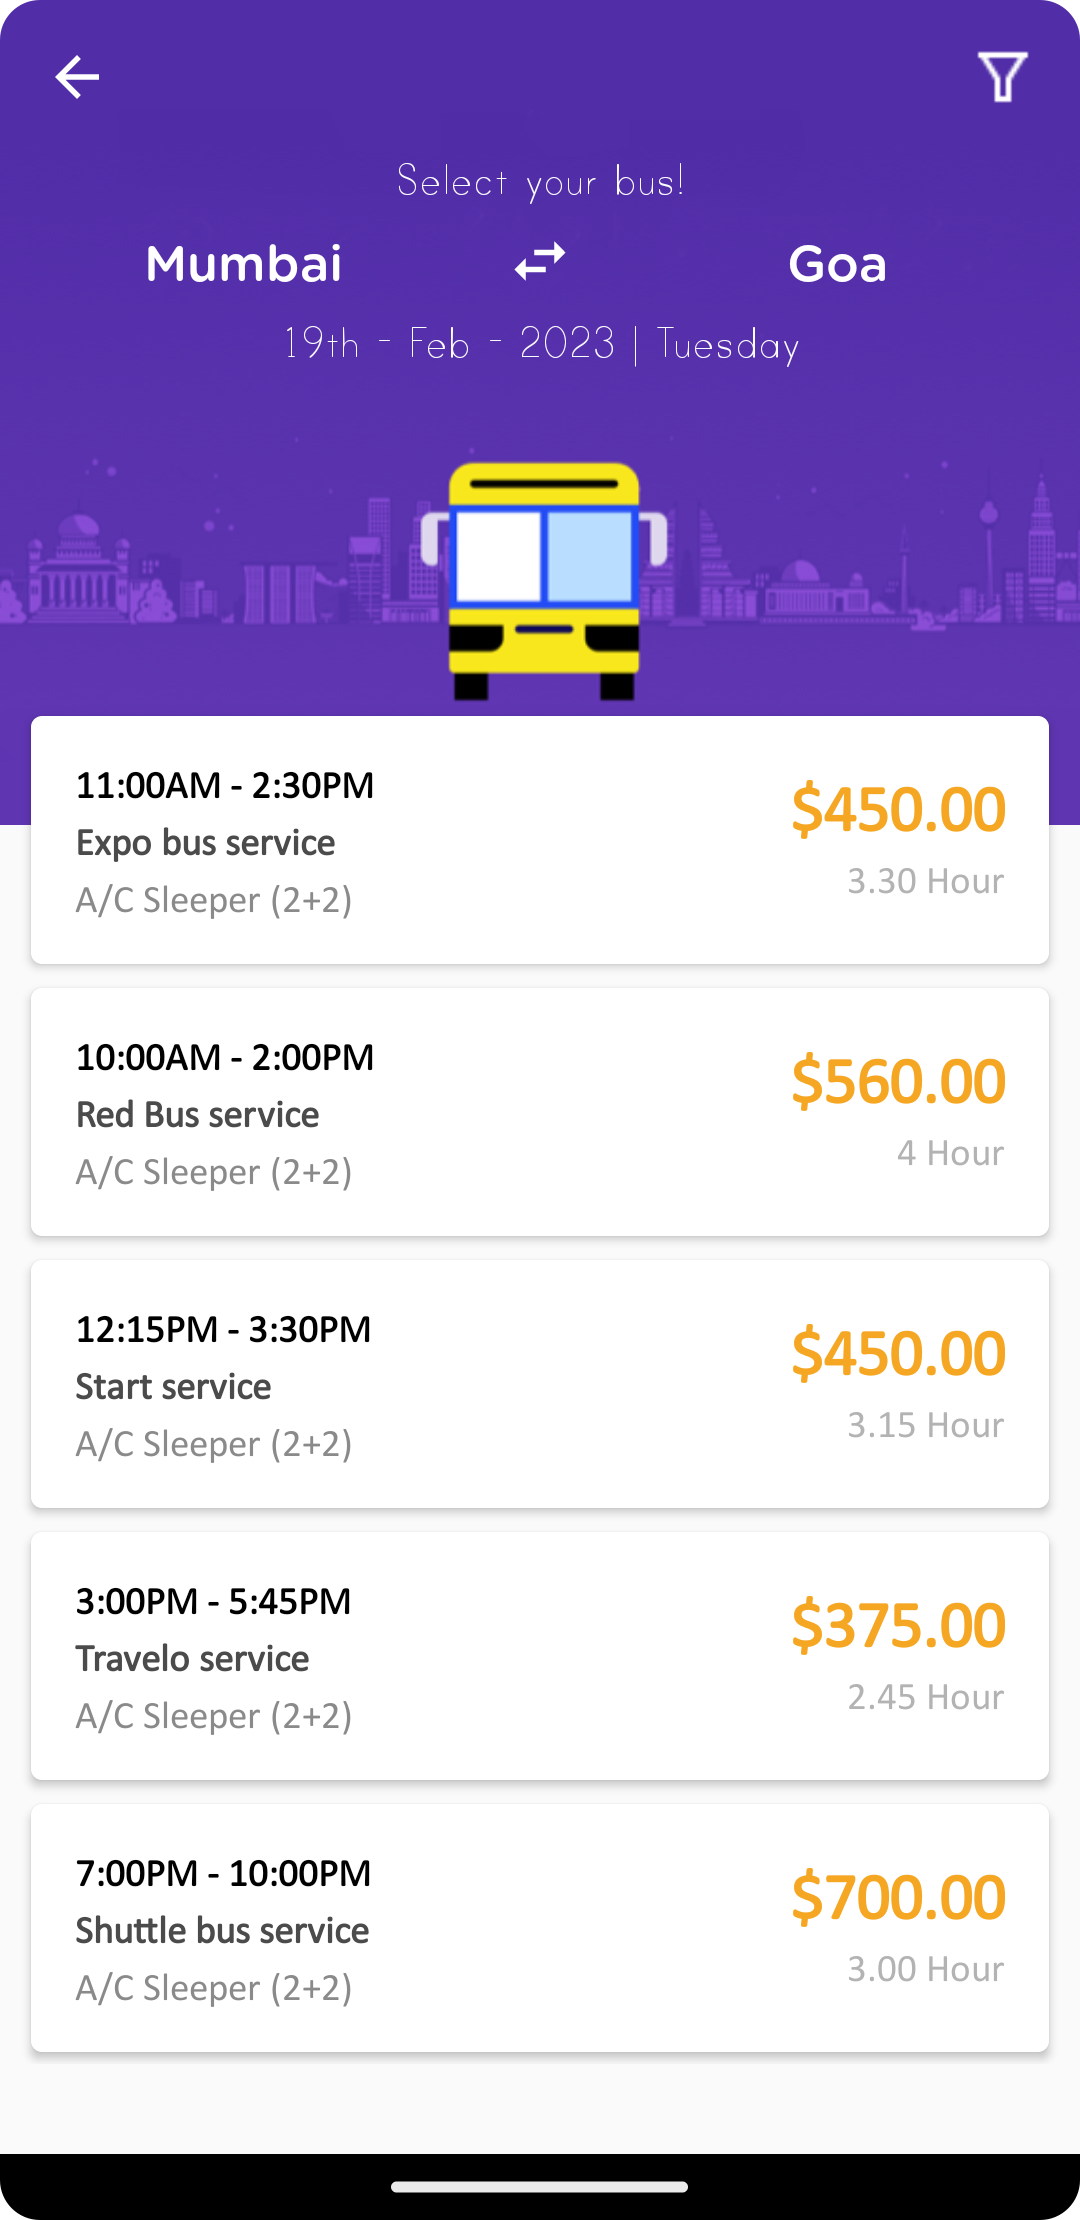 Select your bus!
Mumbai Goa
19th - Feb - 2023 | Tuesday
11:00AM - 2:30PM
$450.00
Expo bus service
3.30 Hour
A/C Sleeper (2+2)
10:00AM - 2:00PM
$560.00
Red Bus service
4 Hour
A/C Sleeper (2+2)
12:15PM - 3:30PM
$450.00
Start service
3.15 Hour
A/C Sleeper (2+2)
3:00PM - 5:45PM
$375.00
Travelo service
2.45 Hour
A/C Sleeper (2+2)
7:00PM - 10:00PM
$700.00
Shuttle bus service
3.00 Hour
A/C Sleeper (2+2)